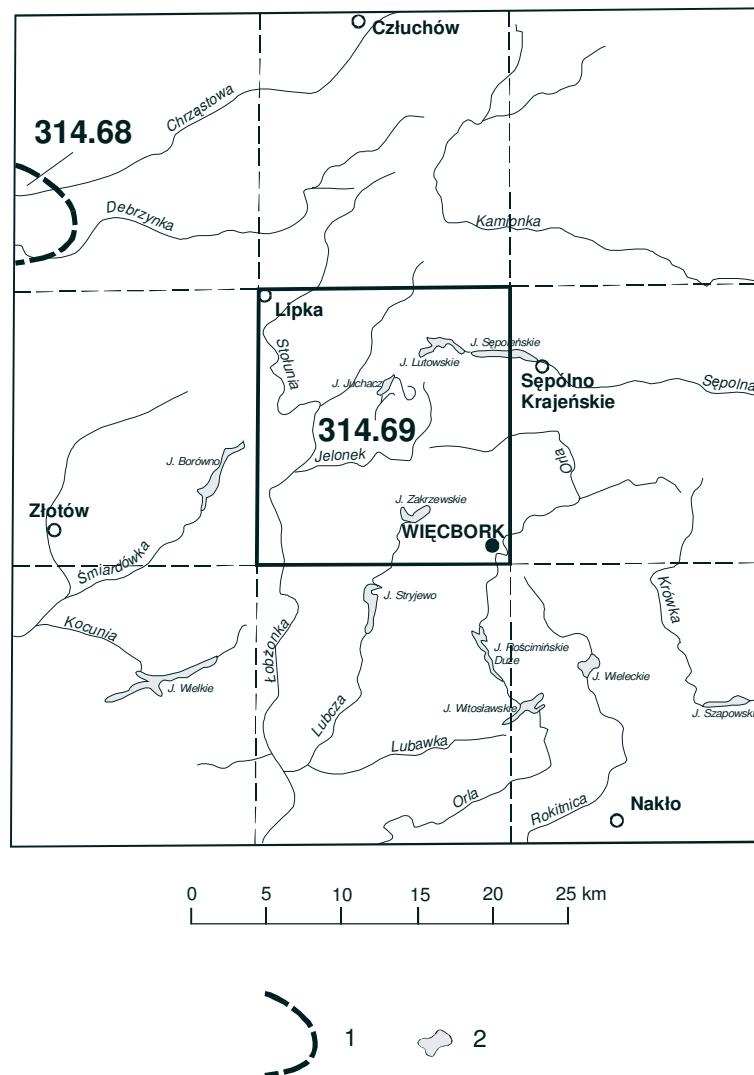 Człuchów
Chrząstowa
314.68
Debrzynka
Kamionka
Lipka
Stołunia
J. Sępoleńskie
J. Lutowskie
J. Juchacz
Sępólno
Krajeńskie
Sępolna
314.69
Jelonek
Orla
J. Borówno
J. Zakrzewskie
Złotów
WIĘCBORK
Śmiardówka
Kocunia
J. Stryjewo
Krówka
Łobżonka
J. Rościmińskie
Duże
J. Wieleckie
J. Wielkie
Lubcza
J. Witosławskie
J. Szapowski
Lubawka
Orla
Rokitnica
Nakło
0 5 10 15 20 25 km
1 2